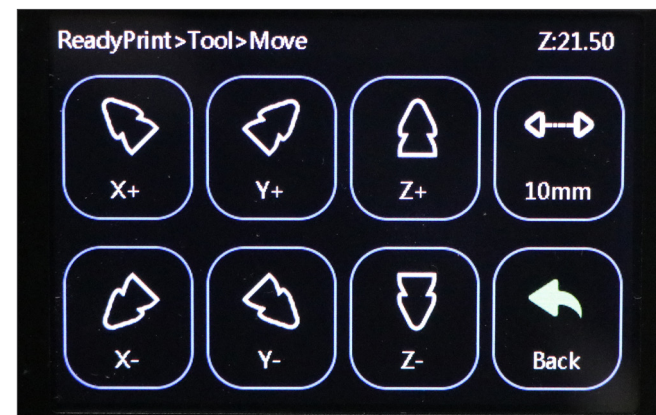 ReadyPrint>Tool>Move Z:21.50
X+ Y+ Z+ 10mm
X- Y- Z- Back